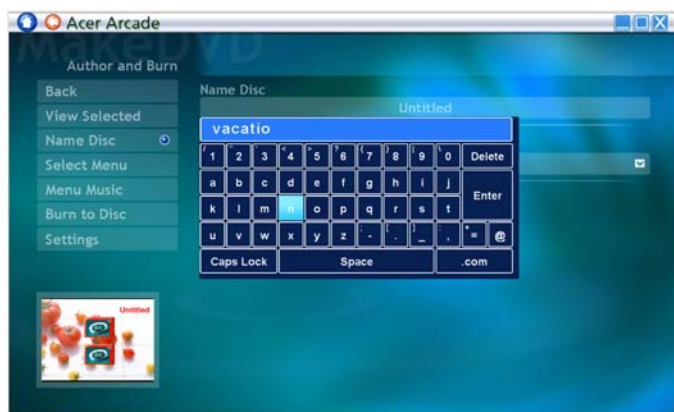 Acer Arcade
MakeDVD
Author and Burn
Back
View Selected
Name Disc
Select Menu
Menu Music
Burn to Disc
Settings
Untitled
Name Disc
Untitled
vacatio
1 2 3 4 5 6 7 8 9 0 Delete
a b c d e f g h i j
Enter
k l m n o p q r s t
u v w x y z - . _ , = @
Caps Lock Space .com